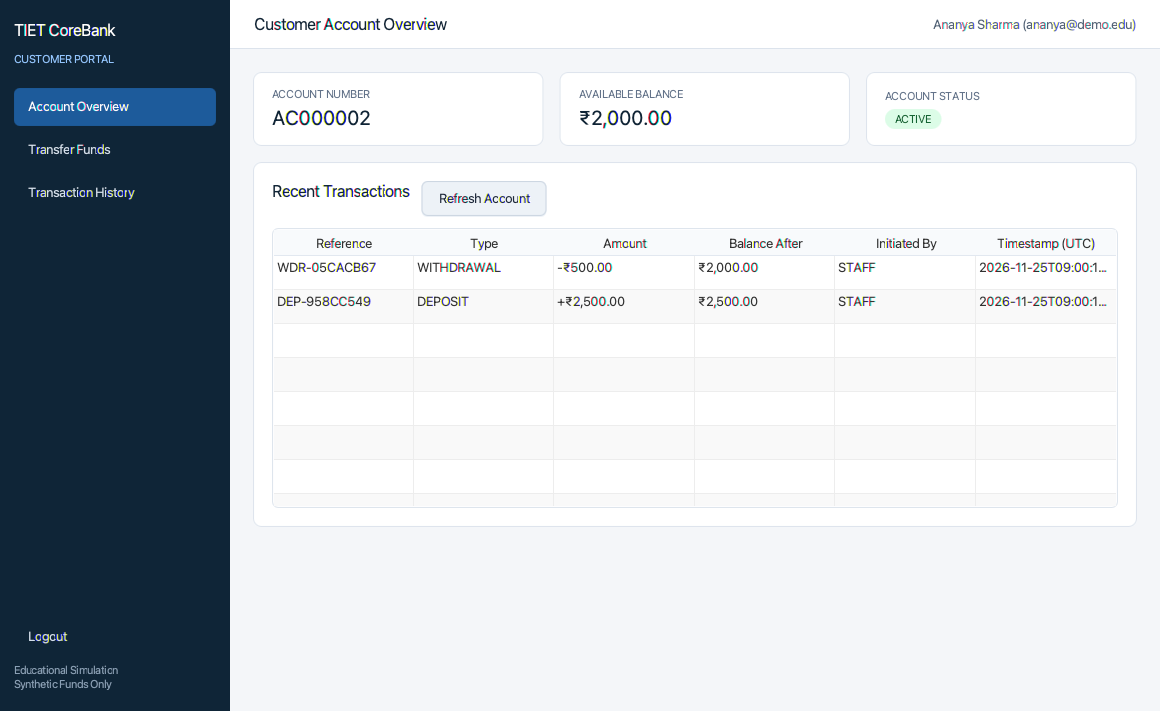 TIET CoreBank
CUSTOMER PORTAL
Account Overview
Transfer Funds
Transaction History
Logout
Educational Simulation
Synthetic Funds Only
Customer Account Overview
Ananya Sharma (ananya@demo.edu)
ACCOUNT NUMBER
AC000002
AVAILABLE BALANCE
₹2,000.00
ACCOUNT STATUS
ACTIVE
Recent Transactions
Refresh Account
Reference Type Amount Balance After Initiated By Timestamp (UTC)
WDR-05CACB67 WITHDRAWAL -₹500.00 ₹2,000.00 STAFF 2026-11-25T09:00:1...
DEP-958CC549 DEPOSIT +₹2,500.00 ₹2,500.00 STAFF 2026-11-25T09:00:1...